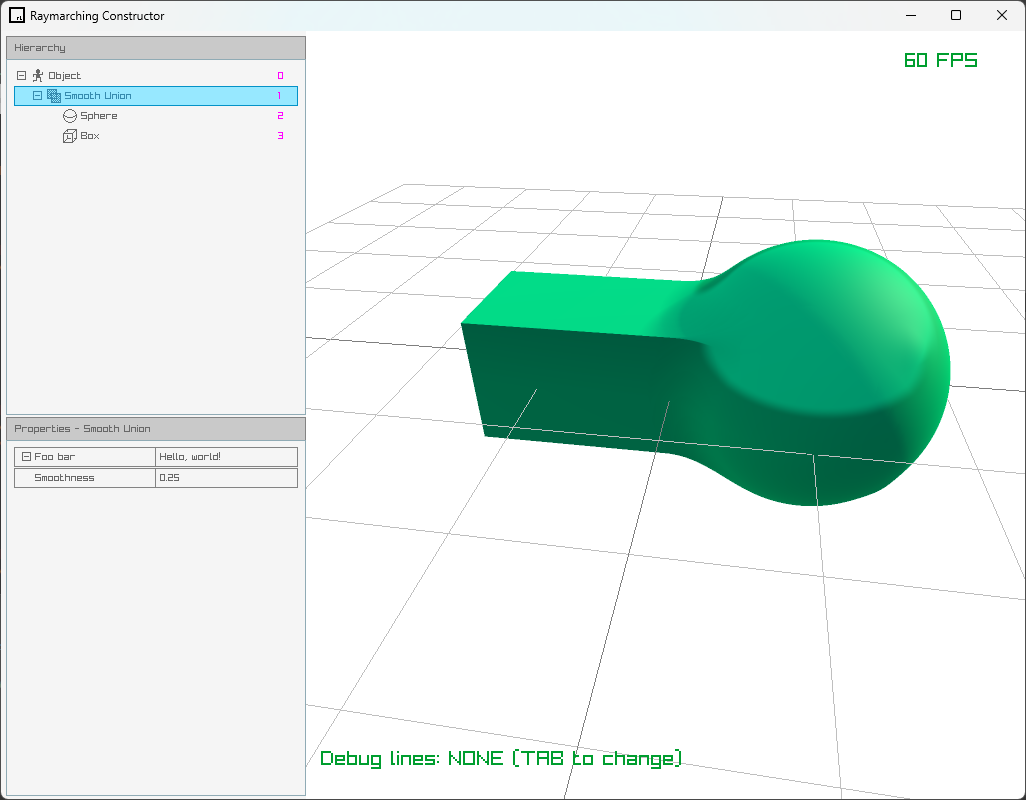 Raymarching Constructor
Hierarchy
Object 0
Smooth Union 1
Sphere 2
Box 3
60 FPS
Properties - Smooth Union
Foo bar Hello, world!
Smoothness 0.25
Debug lines: NONE (TAB to change)